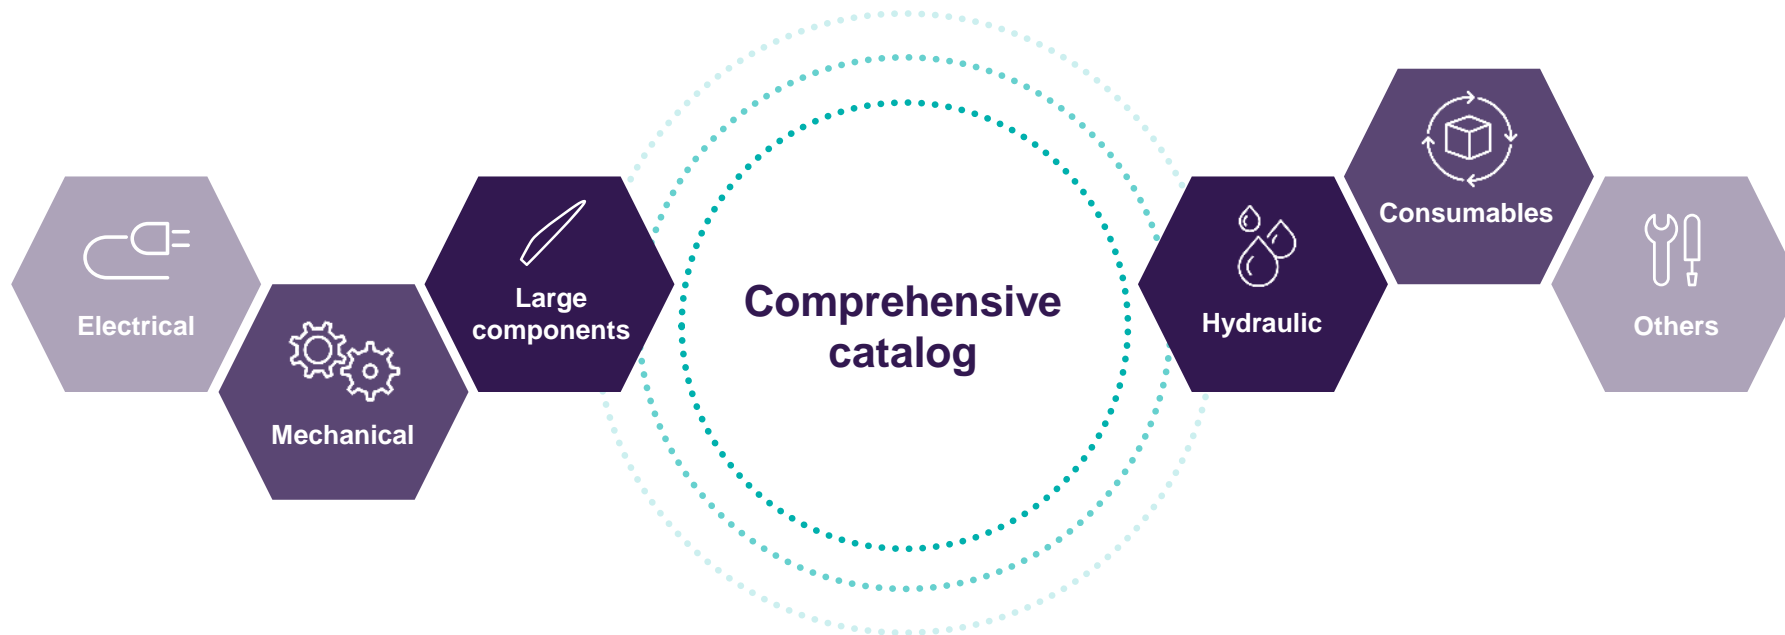 Electrical
Mechanical
Large
components
Comprehensive
catalog
Hydraulic
Consumables
Others